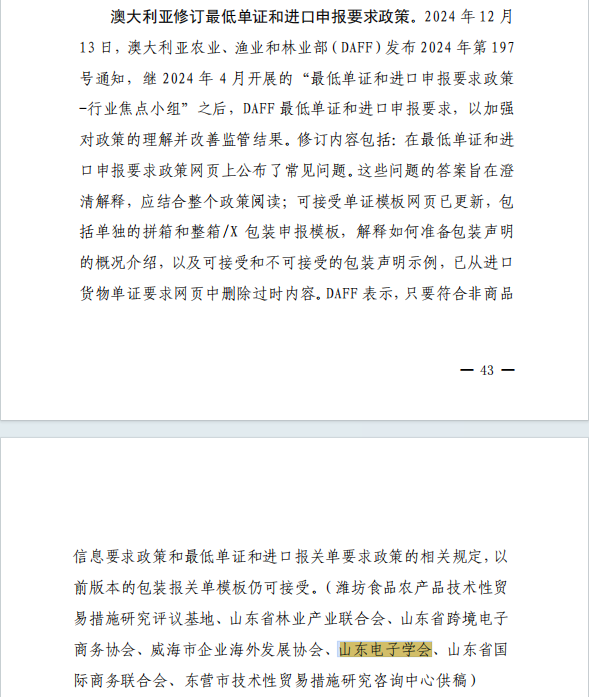 澳大利亚修订最低单证和进口申报要求政策。2024 年 12 月
13 日，澳大利亚农业、渔业和林业部(DAFF)发布 2024 年第 197
号通知，继 2024 年 4 月开展的“最低单证和进口申报要求政策
-行业焦点小组”之后，DAFF 最低单证和进口申报要求，以加强
对政策的理解并改善监管结果。修订内容包括：在最低单证和进
口申报要求政策网页上公布了常见问题。这些问题的答案旨在澄
清解释，应结合整个政策阅读；可接受单证模板网页已更新，包
括单独的拼箱和整箱/X 包装申报模板，解释如何准备包装声明
的概况介绍，以及可接受和不可接受的包装声明示例，已从进口
货物单证要求网页中删除过时内容。DAFF 表示，只要符合非商品
— 43 —
信息要求政策和最低单证和进口报关单要求政策的相关规定，以
前版本的包装报关单模板仍可接受。(潍坊食品农产品技术性贸
易措施研究评议基地、山东省林业产业联合会、山东省跨境电子
商务协会、威海市企业海外发展协会、山东电子学会、山东省国
际商务联合会、东营市技术性贸易措施研究咨询中心供稿)